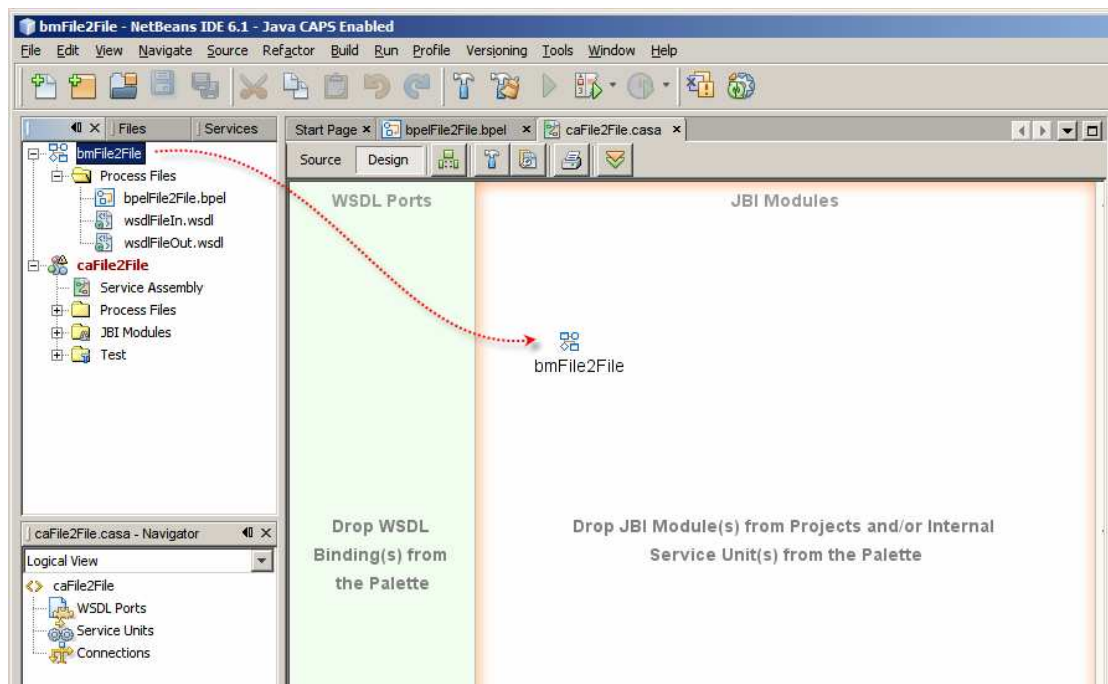 bmFile2File - NetBeans IDE 6.1 - Java CAPS Enabled
File Edit View Navigate Source Refactor Build Run Profile Versioning Tools Window Help
Files Services
Start Page bpelFile2File.bpel caFile2File.casa
Source Design
bmFile2File
Process Files
bpelFile2File.bpel
wsdlFileIn.wsdl
wsdlFileOut.wsdl
caFile2File
Service Assembly
Process Files
JBI Modules
Test
WSDL Ports
JBI Modules
bmFile2File
Drop WSDL
Binding(s) from
the Palette
Drop JBI Module(s) from Projects and/or Internal
Service Unit(s) from the Palette
caFile2File.casa - Navigator
Logical View
caFile2File
WSDL Ports
Service Units
Connections